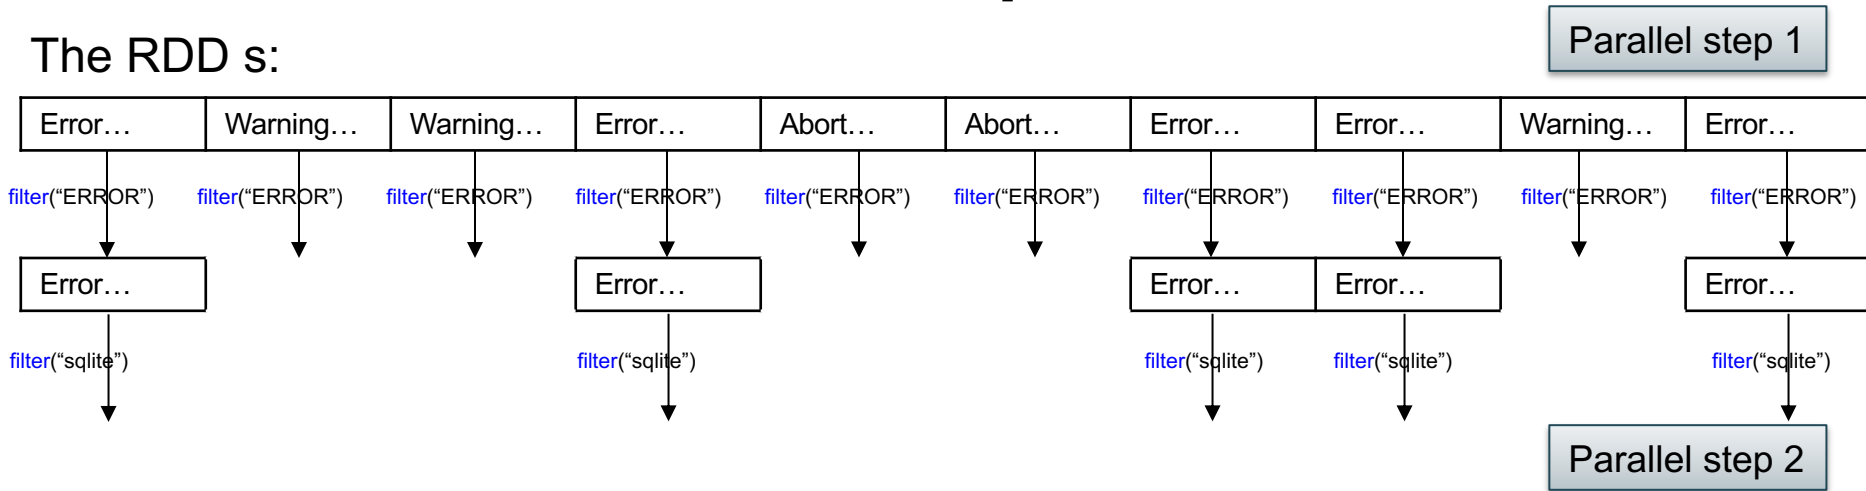 Parallel step 1
The RDD s:
Error… Warning… Warning… Error… Abort… Abort… Error… Error… Warning… Error…
filter(“ERROR”) filter(“ERROR”) filter(“ERROR”) filter(“ERROR”) filter(“ERROR”) filter(“ERROR”) filter(“ERROR”) filter(“ERROR”) filter(“ERROR”) filter(“ERROR”)
Error… Error… Error… Error… Error…
filter(“sqlite”) filter(“sqlite”) filter(“sqlite”) filter(“sqlite”) filter(“sqlite”)
Parallel step 2